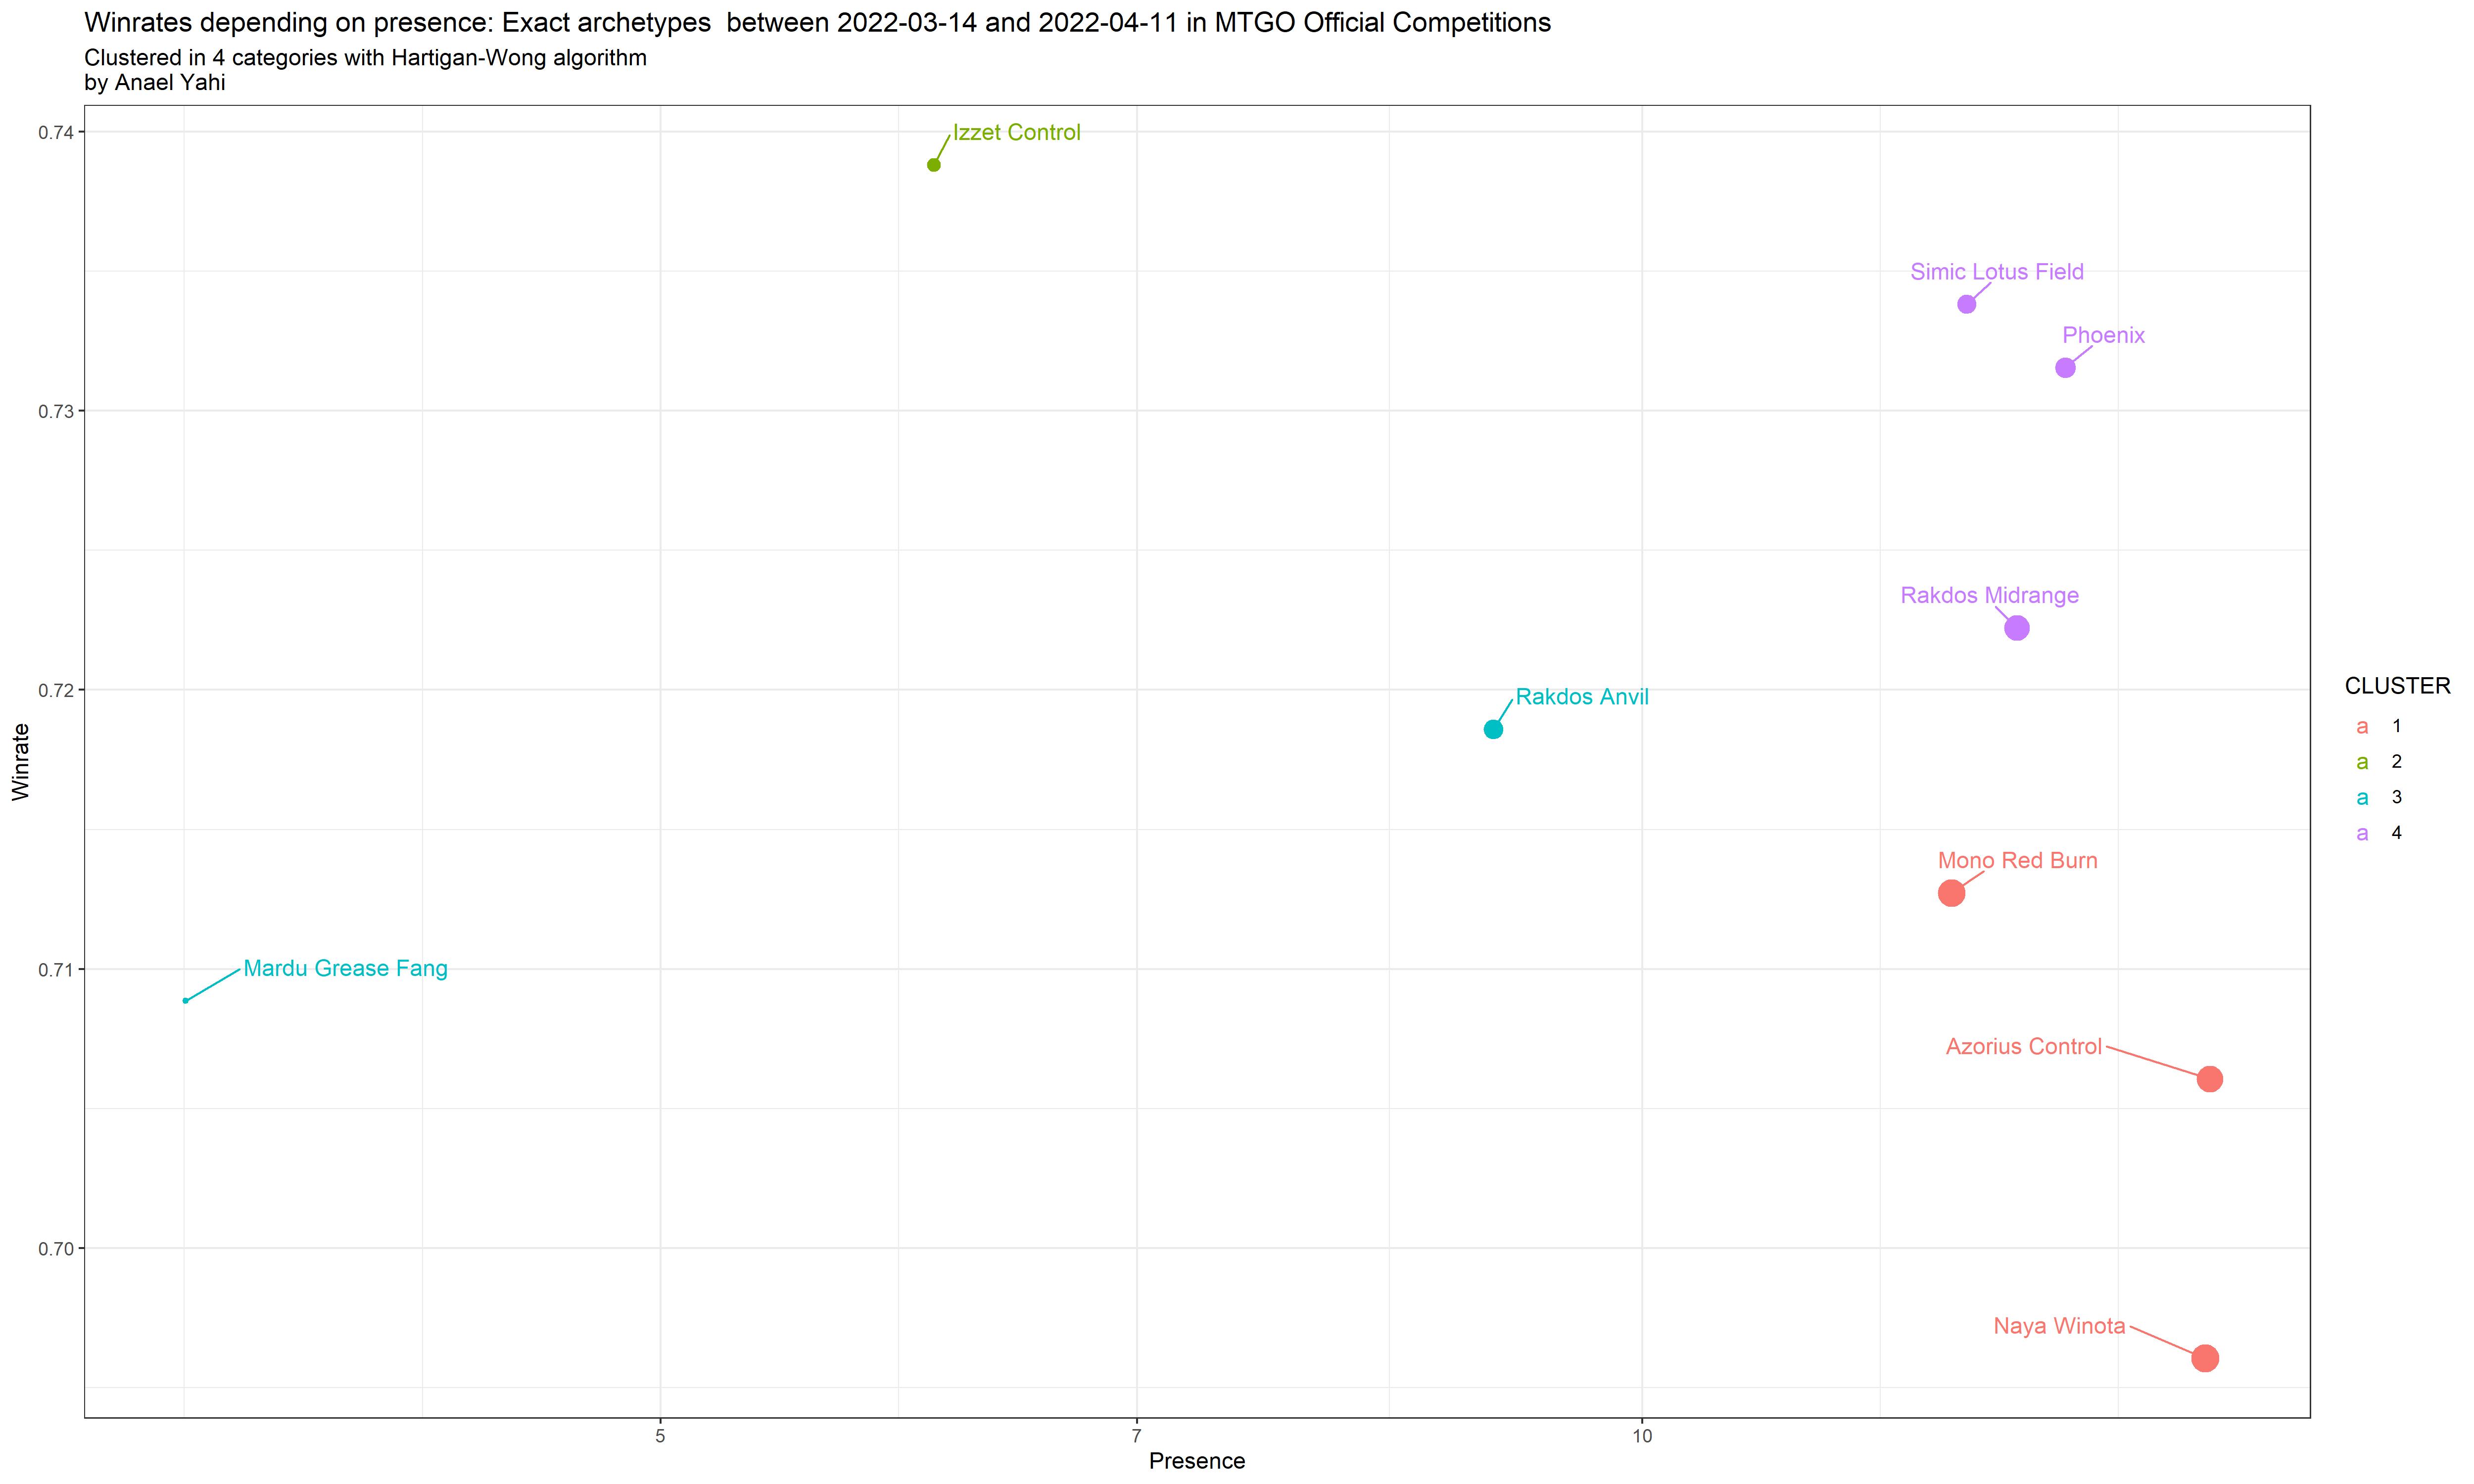 Winrates depending on presence: Exact archetypes  between 2022-03-14 and 2022-04-11 in MTGO Official Competitions
Clustered in 4 categories with Hartigan-Wong algorithm
by Anael Yahi
0.74
Izzet Control
Simic Lotus Field
Phoenix
0.73
Rakdos Midrange
0.72
Rakdos Anvil
Winrate
CLUSTER
a 1
a 2
a 3
a 4
Mono Red Burn
0.71
Mardu Grease Fang
Azorius Control
0.70
Naya Winota
5
7
10
Presence